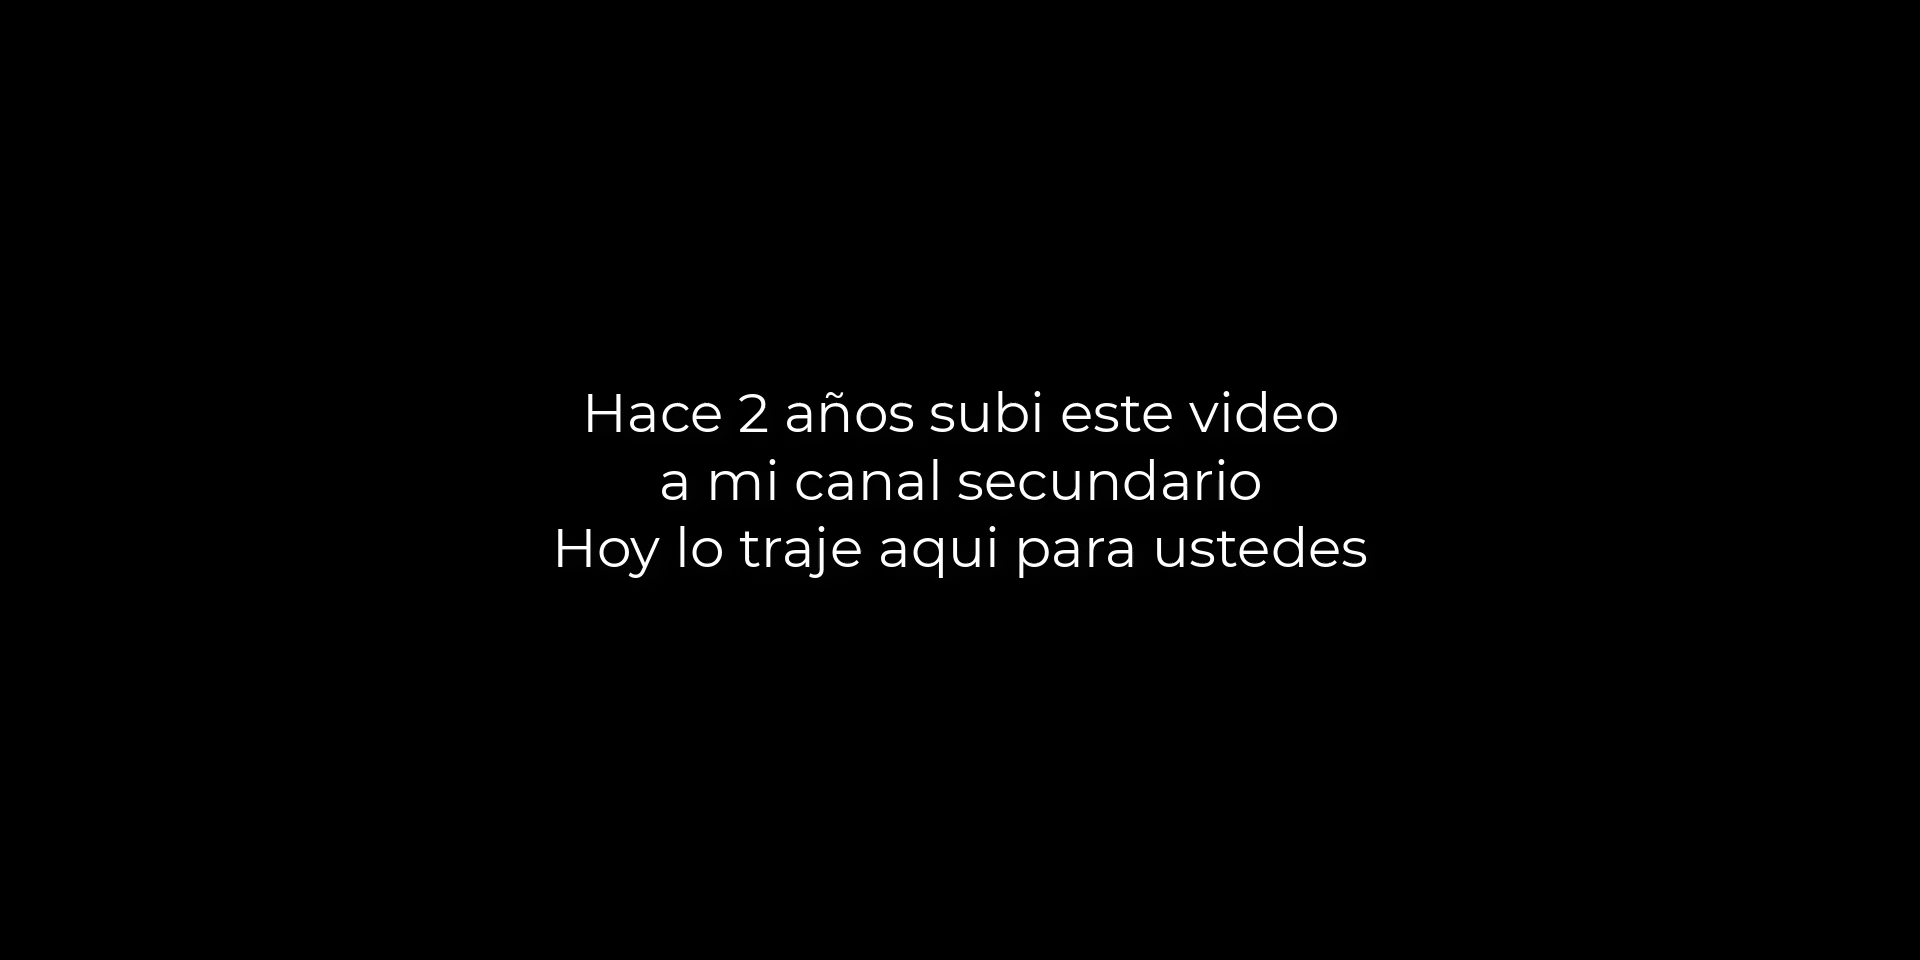 Hace 2 años subi este video
a mi canal secundario
Hoy lo traje aqui para ustedes